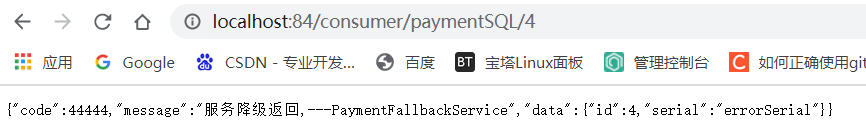 localhost:84/consumer/paymentSQL/4
应用 Google CSDN - 专业开发... 百度 BT 宝塔Linux面板 管理控制台 C 如何正确使用git
{"code":44444,"message":"服务降级返回,---PaymentFallbackService","data":{"id":4,"serial":"errorSerial"}}